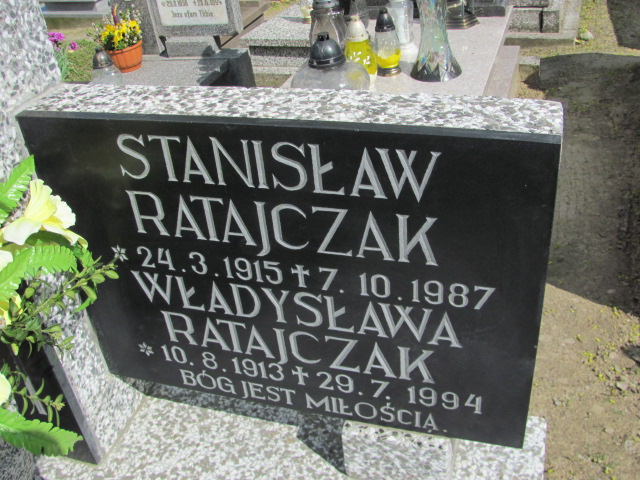 STANISŁAW
RATAJCZAK
* 24.3.1915 ✝ 7.10.1987
WŁADYSŁAWA
RATAJCZAK
* 10.8.1913 ✝ 29.7.1994
BÓG JEST MIŁOŚCIĄ.